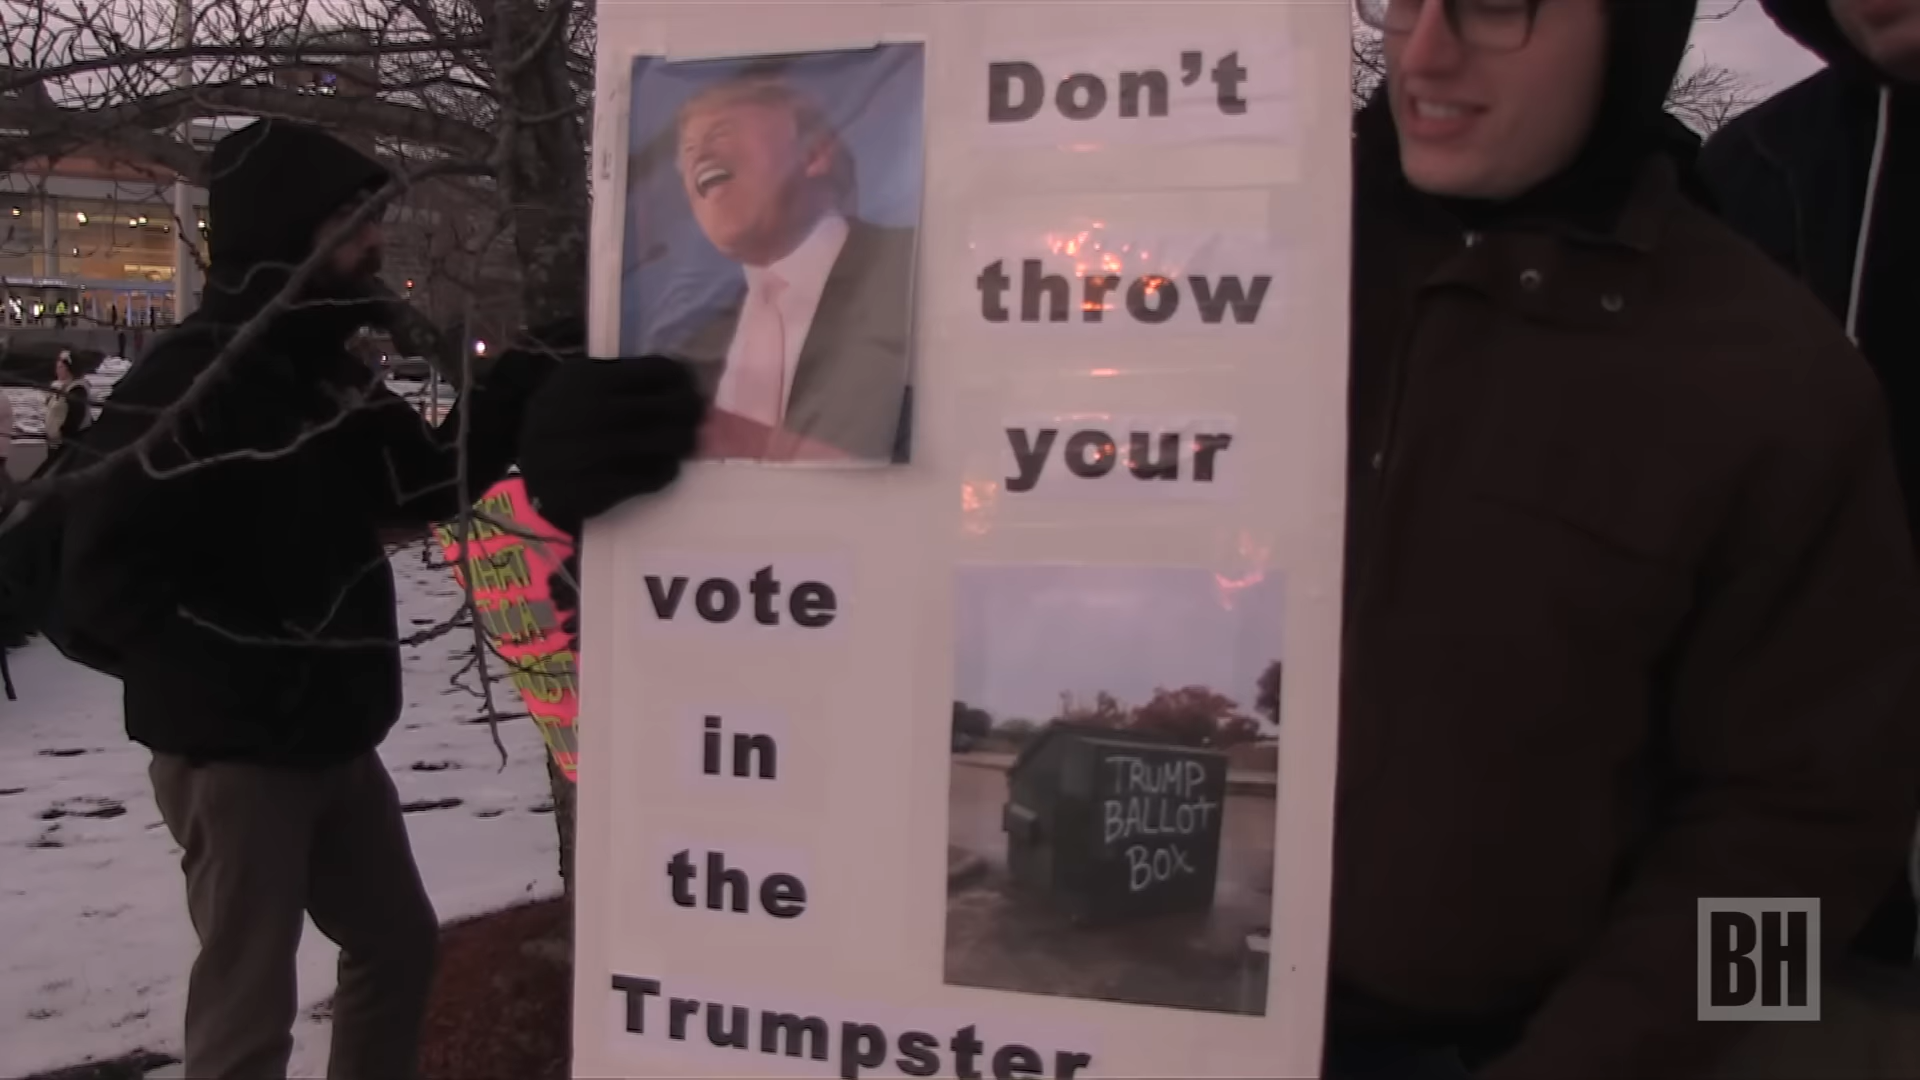 Don't
throw
your
vote
in
the
Trumpster
TRUMP
BALLOT
BOX
BH